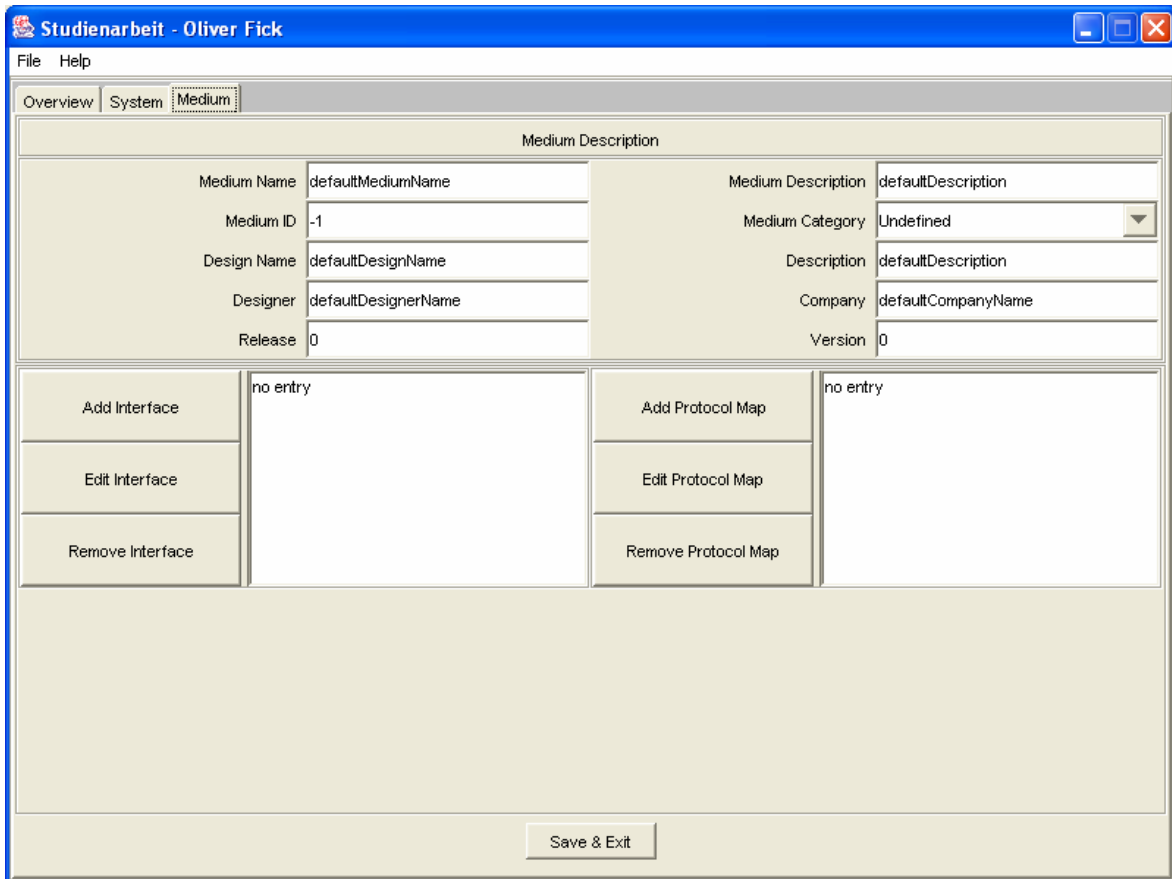 Studienarbeit - Oliver Fick
File Help
Overview System Medium
Medium Description
Medium Name defaultMediumName Medium Description defaultDescription
Medium ID -1 Medium Category Undefined
Design Name defaultDesignName Description defaultDescription
Designer defaultDesignerName Company defaultCompanyName
Release 0 Version 0
Add Interface no entry Add Protocol Map no entry
Edit Interface Edit Protocol Map
Remove Interface Remove Protocol Map
Save & Exit